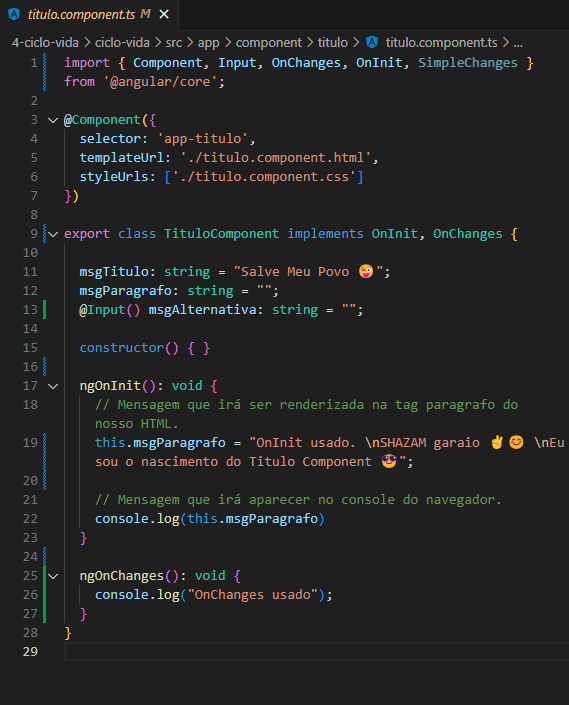 titulo.component.ts M ×
4-ciclo-vida > ciclo-vida > src > app > component > titulo > titulo.component.ts > ...
1 import { Component, Input, OnChanges, OnInit, SimpleChanges }
from '@angular/core';
2
3 @Component({
4 selector: 'app-titulo',
5 templateUrl: './titulo.component.html',
6 styleUrls: ['./titulo.component.css']
7 })
8
9 export class TituloComponent implements OnInit, OnChanges {
10
11 msgTitulo: string = "Salve Meu Povo 😜";
12 msgParagrafo: string = "";
13 @Input() msgAlternativa: string = "";
14
15 constructor() { }
16
17 ngOnInit(): void {
18 // Mensagem que irá ser renderizada na tag paragrafo do
nosso HTML.
19 this.msgParagrafo = "OnInit usado. \nSHAZAM garaio ✌😊 \nEu
sou o nascimento do Titulo Component 😎";
20
21 // Mensagem que irá aparecer no console do navegador.
22 console.log(this.msgParagrafo)
23 }
24
25 ngOnChanges(): void {
26 console.log("OnChanges usado");
27 }
28 }
29